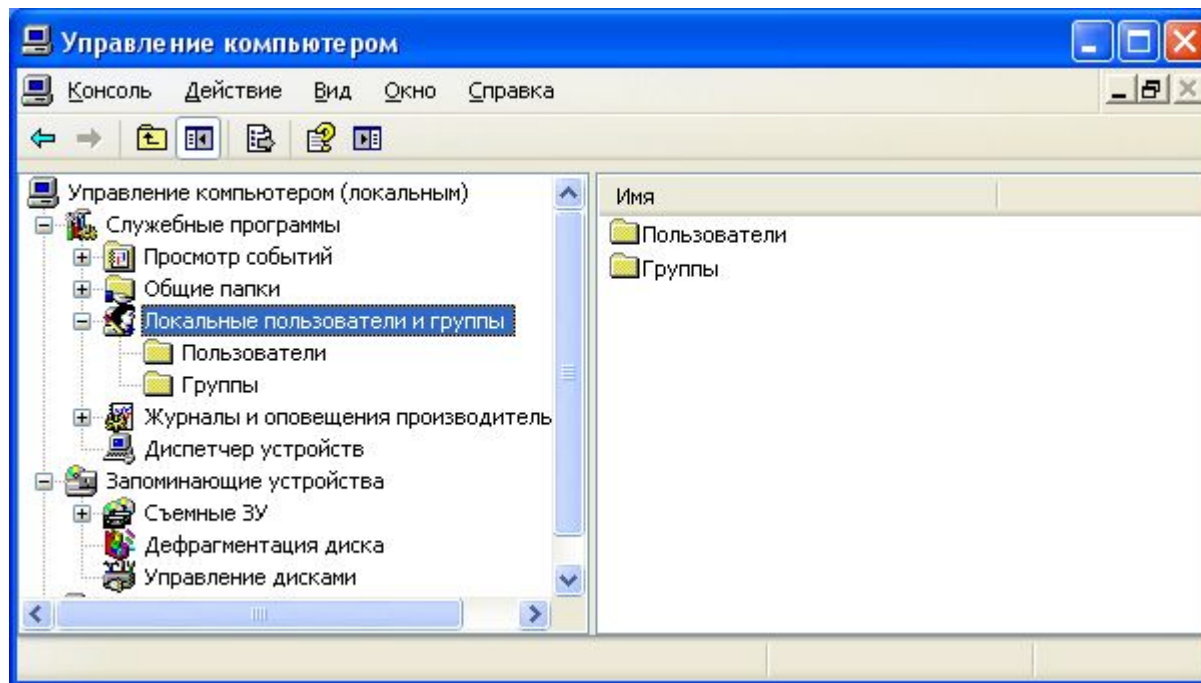 Управление компьютером
Консоль Действие Вид Окно Справка
Управление компьютером (локальным)
Служебные программы
Просмотр событий
Общие папки
Локальные пользователи и группы
Пользователи
Группы
Журналы и оповещения производитель
Диспетчер устройств
Запоминающие устройства
Съемные ЗУ
Дефрагментация диска
Управление дисками
Имя
Пользователи
Группы